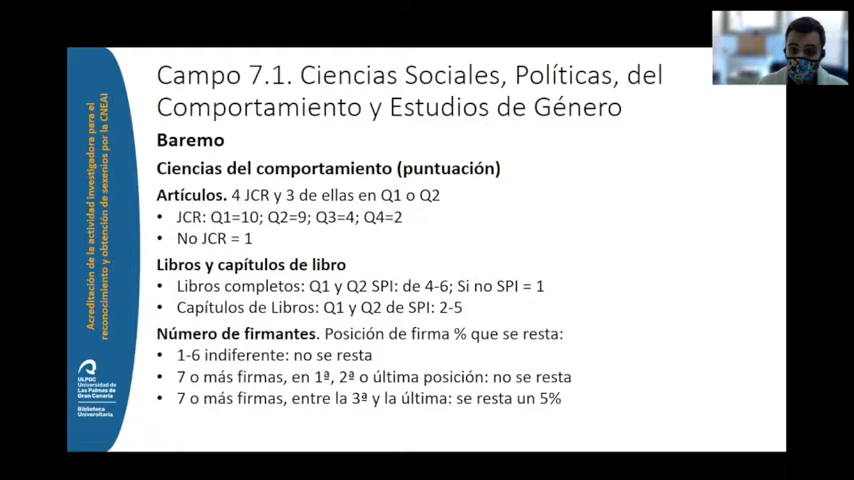 Campo 7.1. Ciencias Sociales, Políticas, del
Comportamiento y Estudios de Género
Baremo
Ciencias del comportamiento (puntuación)
Artículos. 4 JCR y 3 de ellas en Q1 o Q2
• JCR: Q1=10; Q2=9; Q3=4; Q4=2
• No JCR = 1
Libros y capítulos de libro
• Libros completos: Q1 y Q2 SPI: de 4-6; Si no SPI = 1
• Capítulos de Libros: Q1 y Q2 de SPI: 2-5
Número de firmantes. Posición de firma % que se resta:
• 1-6 indiferente: no se resta
• 7 o más firmas, en 1ª, 2ª o última posición: no se resta
• 7 o más firmas, entre la 3ª y la última: se resta un 5%
Acreditación de la actividad investigadora para el
reconocimiento y obtención de sexenios por la CNEAI
ULPGC
Universidad de
Las Palmas de
Gran Canaria
Biblioteca
Universitaria